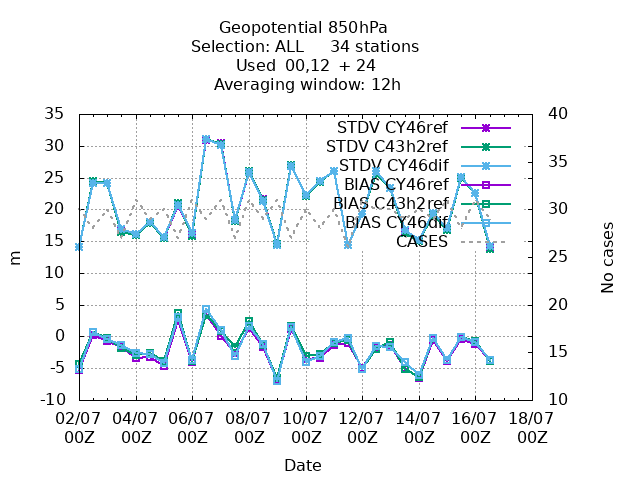 Geopotential 850hPa
Selection: ALL 34 stations
Used 00,12 + 24
Averaging window: 12h
35
30
25
20
15
10
5
0
-5
-10
m
40
35
30
25
20
15
10
No cases
STDV CY46ref
STDV C43h2ref
STDV CY46dif
BIAS CY46ref
BIAS C43h2ref
BIAS CY46dif
CASES
02/07 04/07 06/07 08/07 10/07 12/07 14/07 16/07 18/07
00Z 00Z 00Z 00Z 00Z 00Z 00Z 00Z 00Z
Date